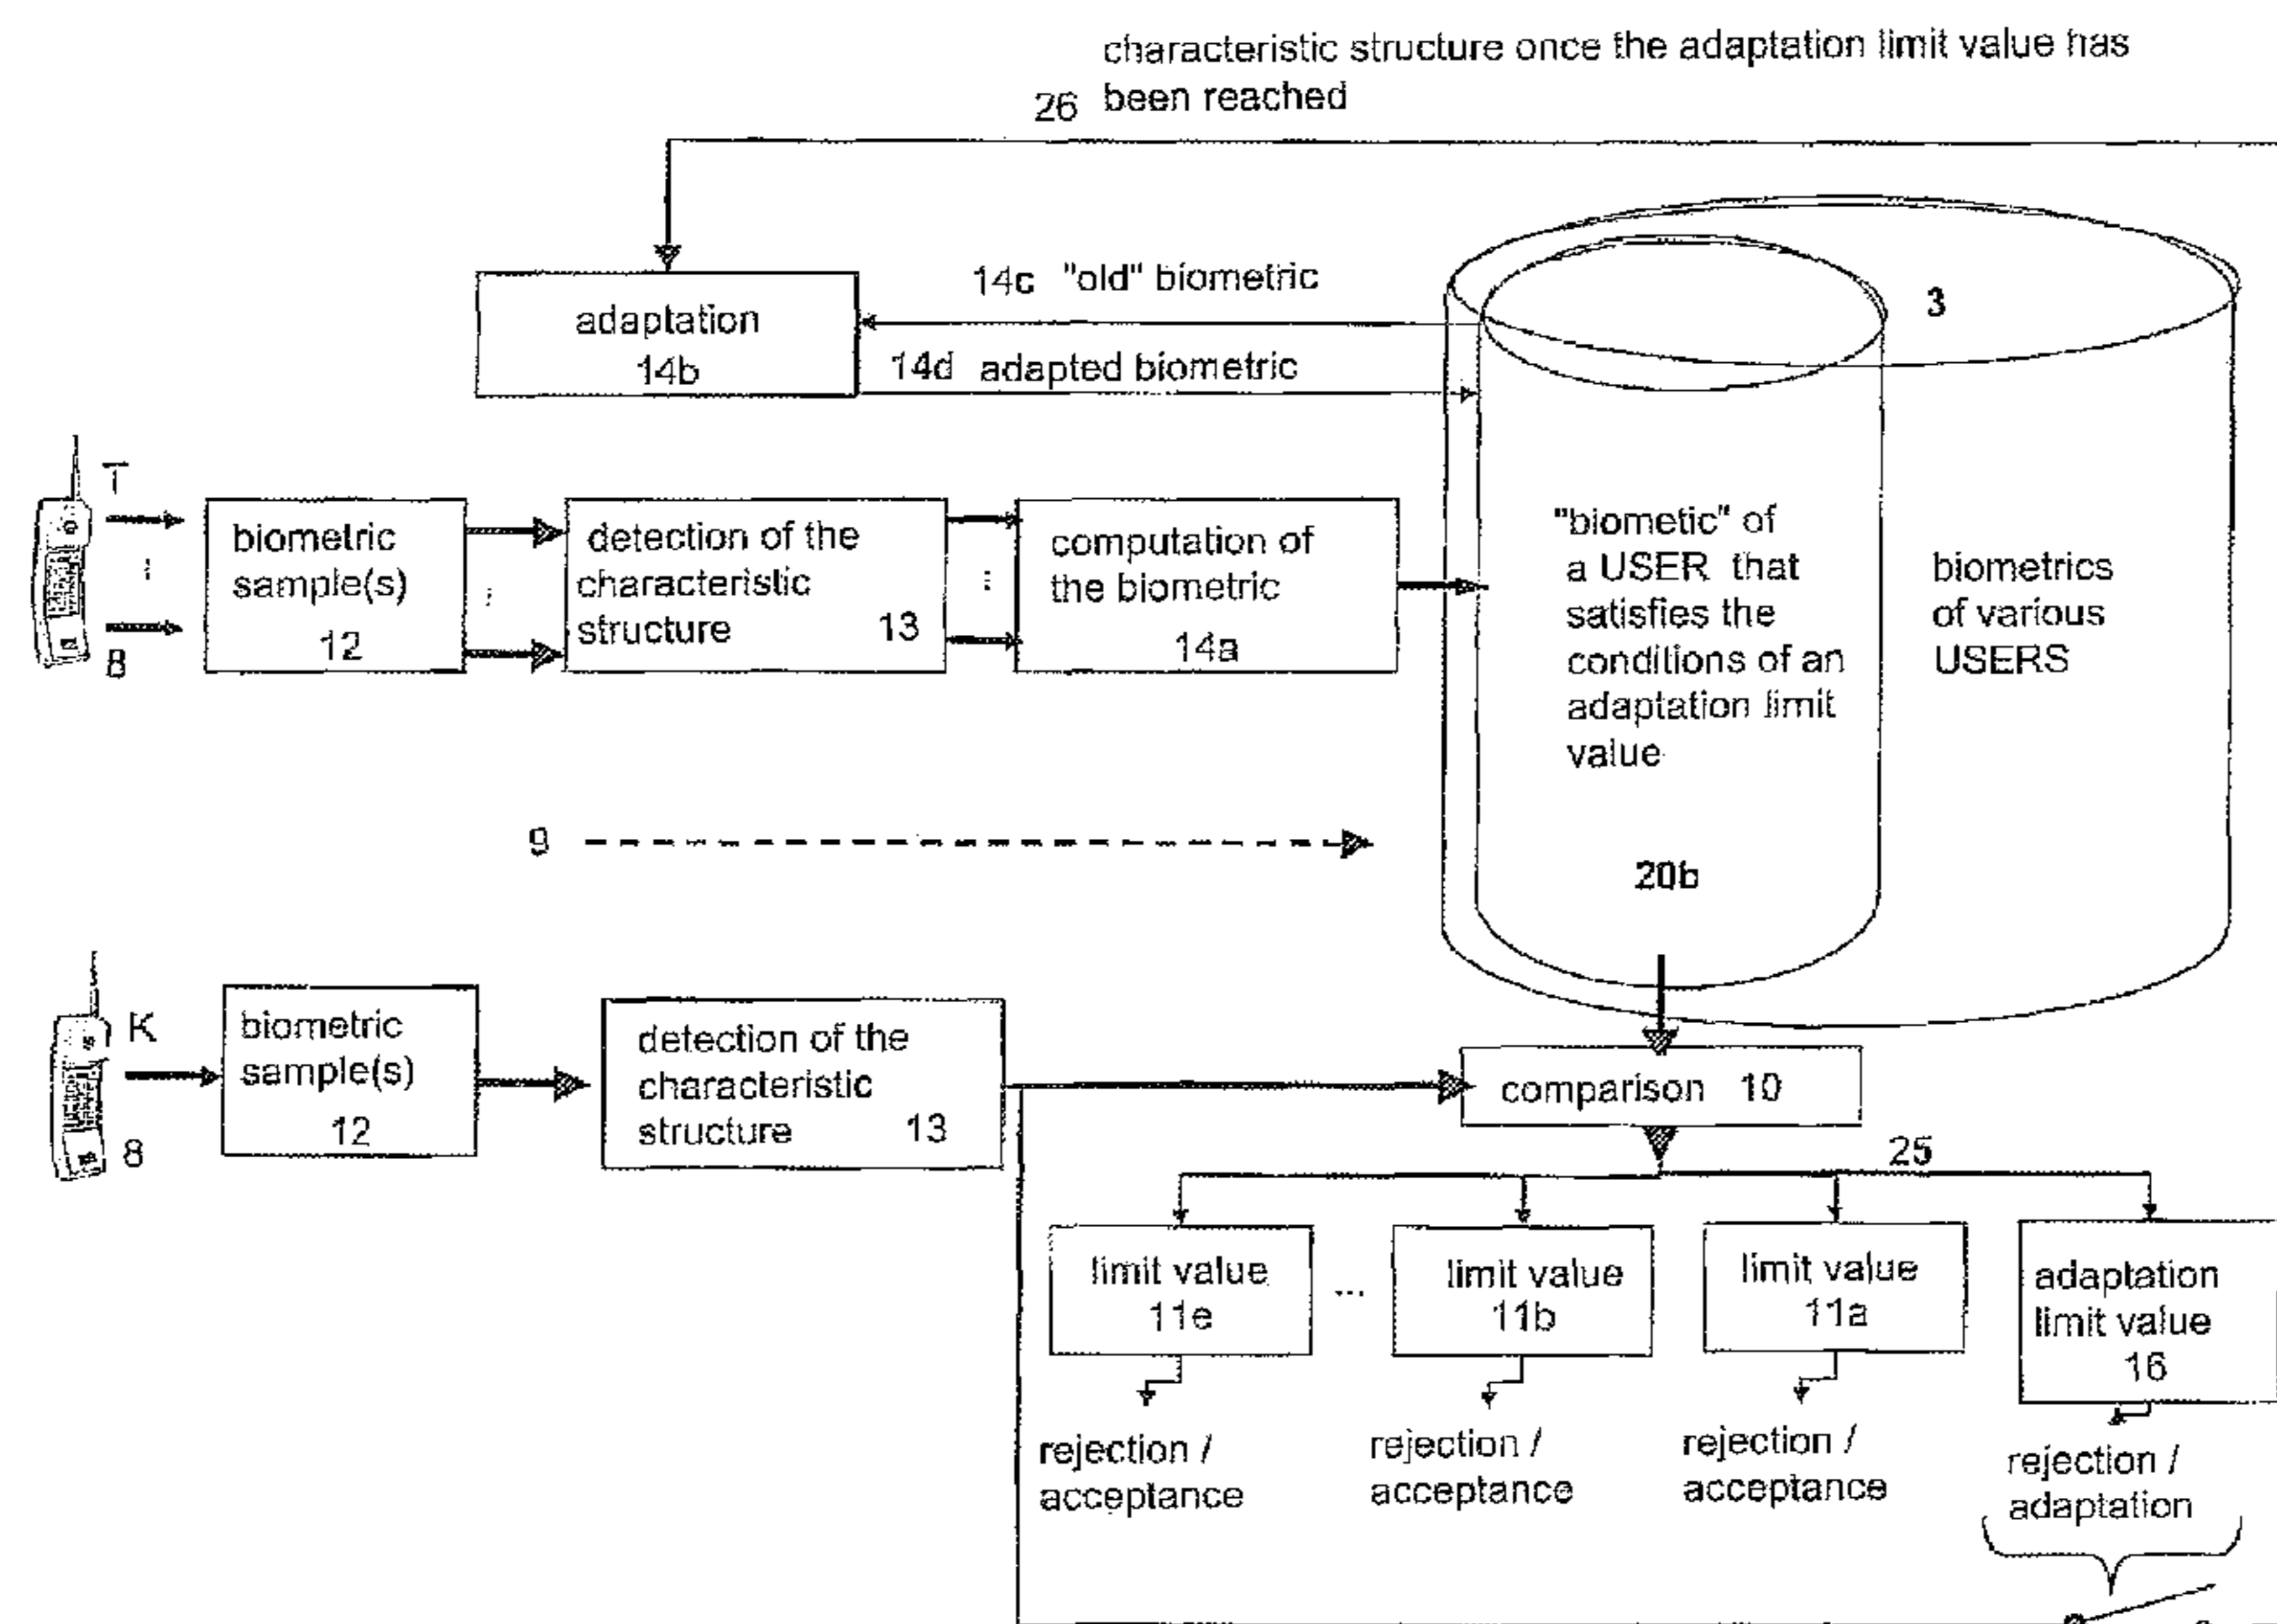 characteristic structure once the adaptation limit value has
26 been reached
adaptation
14b
14c "old" biometric
14d adapted biometric
3
T
8
biometric
sample(s)
12
detection of the
characteristic
structure 13
computation of
the biometric
14a
"biometic" of
a USER that
satisfies the
conditions of an
adaptation limit
value
20b
biometrics
of various
USERS
9
K
8
biometric
sample(s)
12
detection of the
characteristic
structure 13
comparison 10
25
limit value
11e
...
limit value
11b
limit value
11a
adaptation
limit value
16
rejection /
acceptance
rejection /
acceptance
rejection /
acceptance
rejection /
adaptation